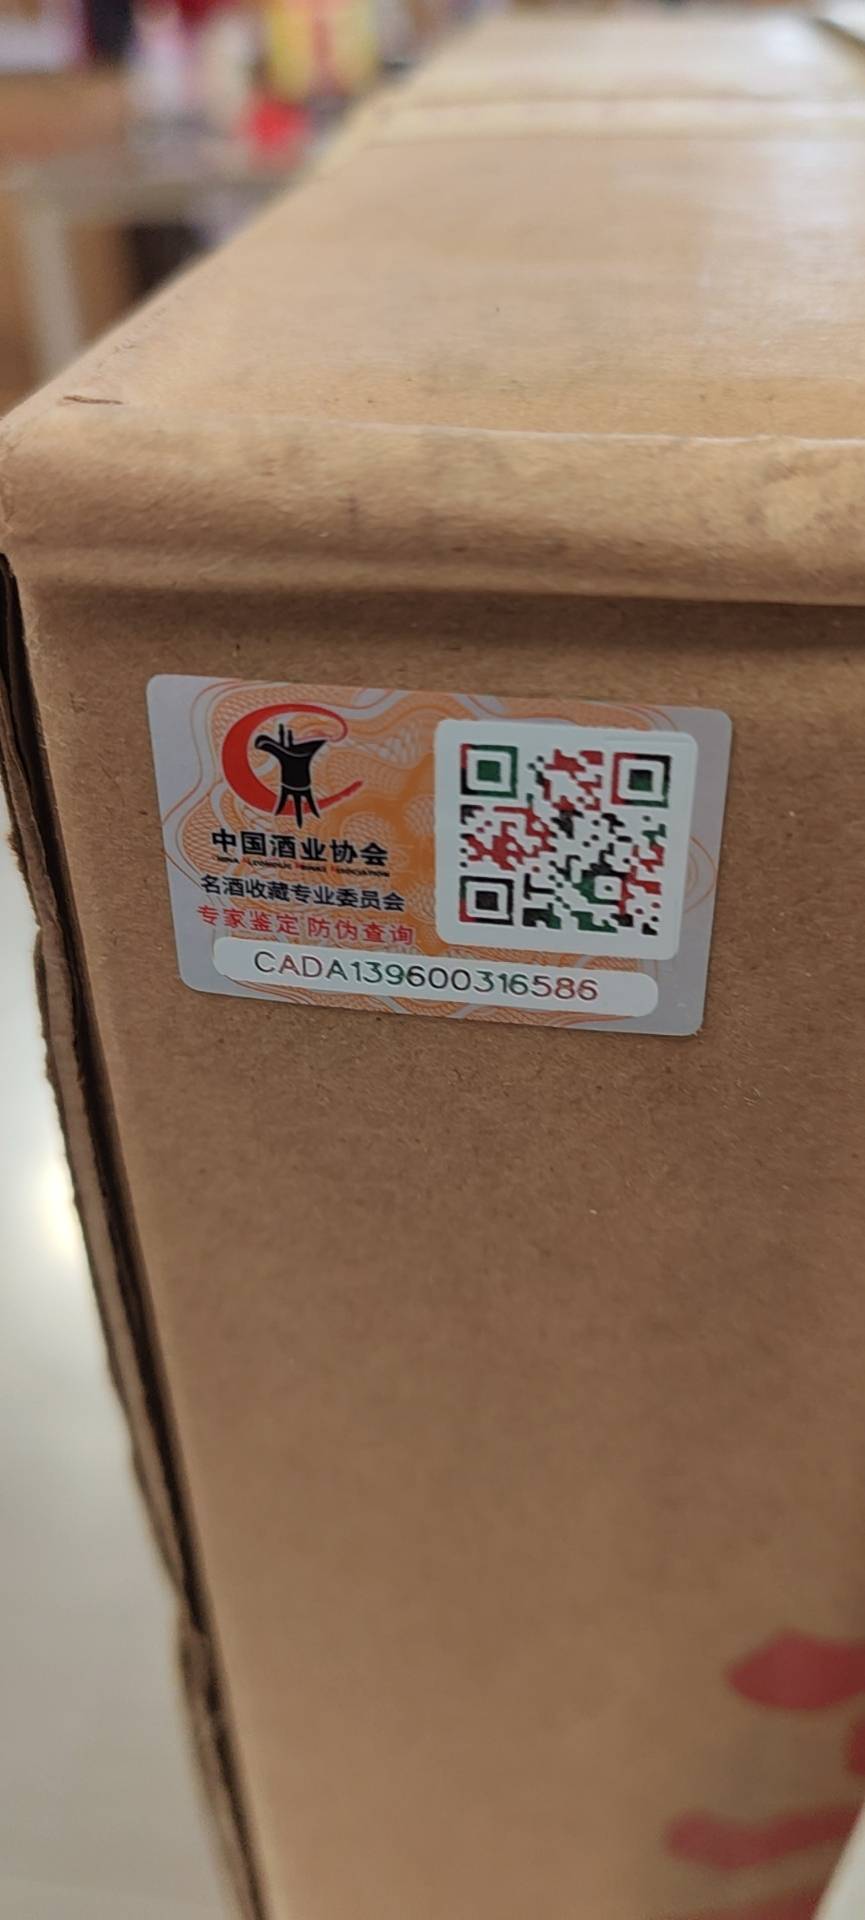 中国酒业协会
名酒收藏专业委员会
专家鉴定 防伪查询
CADA139600316586